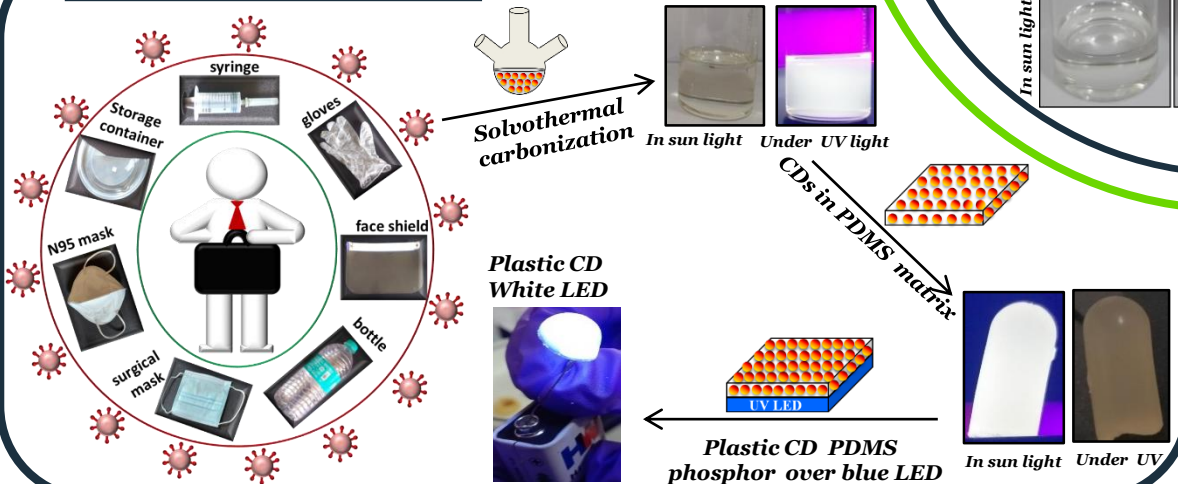 syringe
gloves
Storage
container
face shield
N95 mask
bottle
surgical
mask
Solvothermal
carbonization
In sun light
Under UV light
In sun light
CDs in PDMS matrix
Plastic CD
White LED
UV LED
Plastic CD PDMS
phosphor over blue LED
In sun light
Under UV